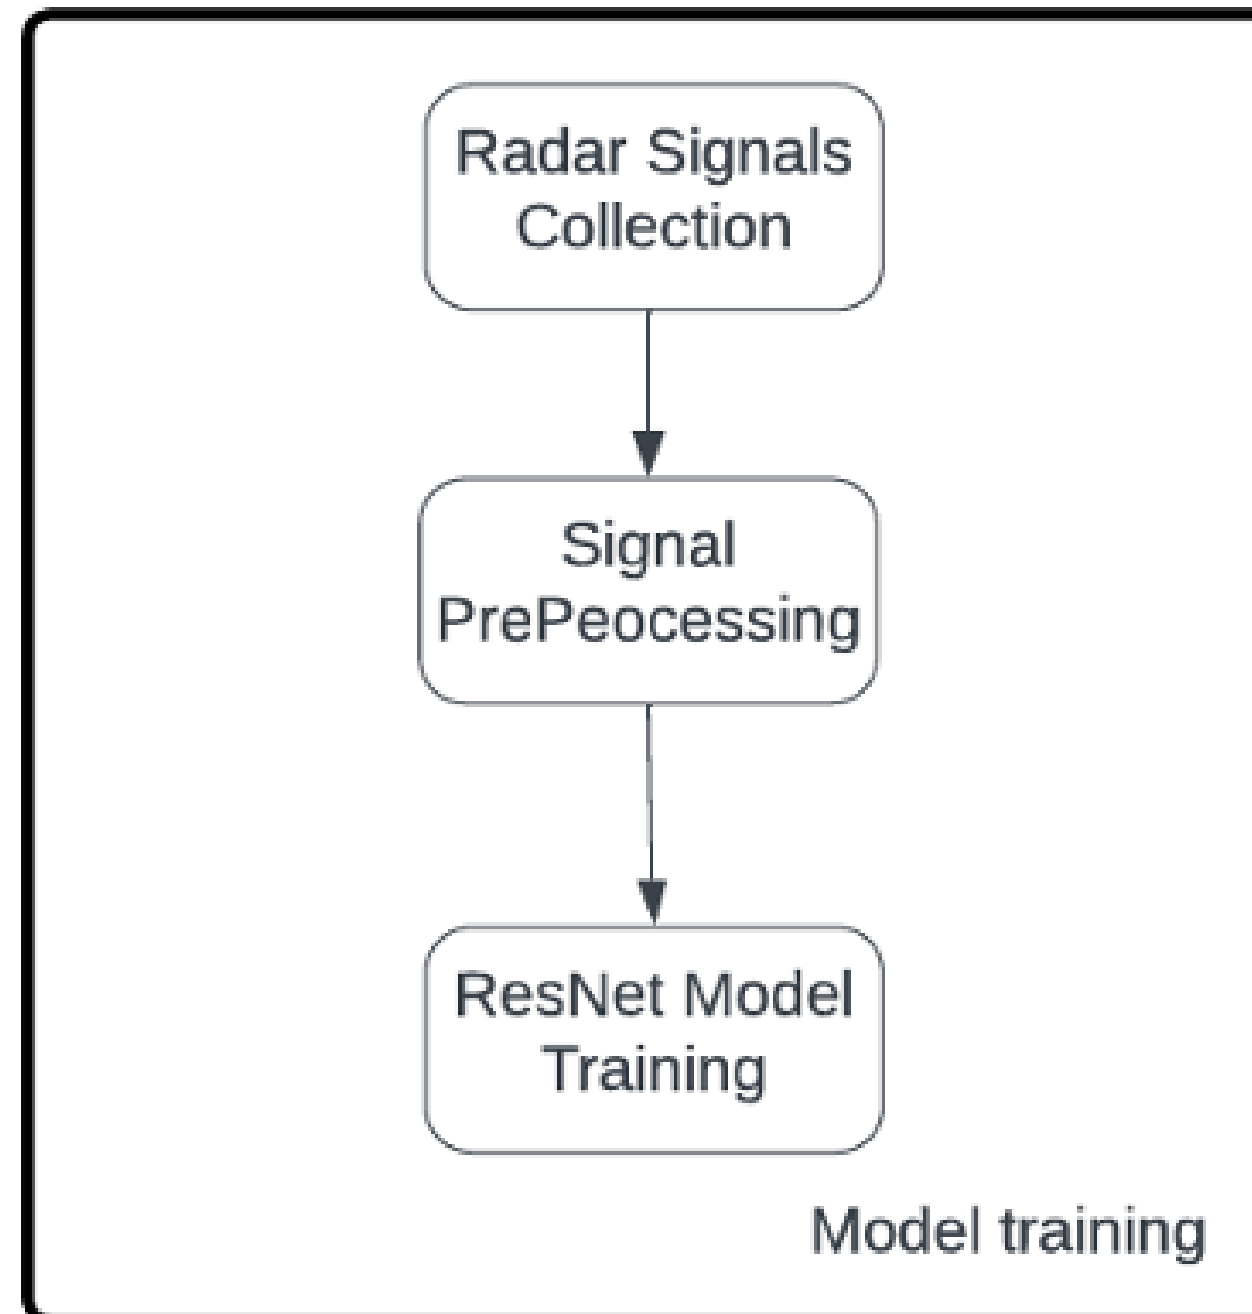 Radar Signals
Collection
Signal
PrePeocessing
ResNet Model
Training
Model training